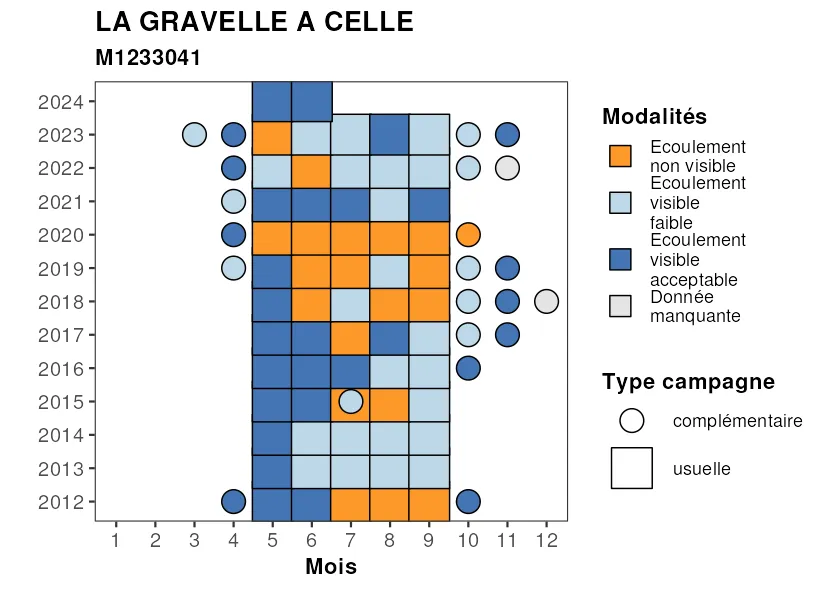 LA GRAVELLE A CELLE
M1233041
2024
2023
2022
2021
2020
2019
2018
2017
2016
2015
2014
2013
2012
1 2 3 4 5 6 7 8 9 10 11 12
Mois
Modalités
Ecoulement
non visible
Ecoulement
visible
faible
Ecoulement
visible
acceptable
Donnée
manquante
Type campagne
complémentaire
usuelle